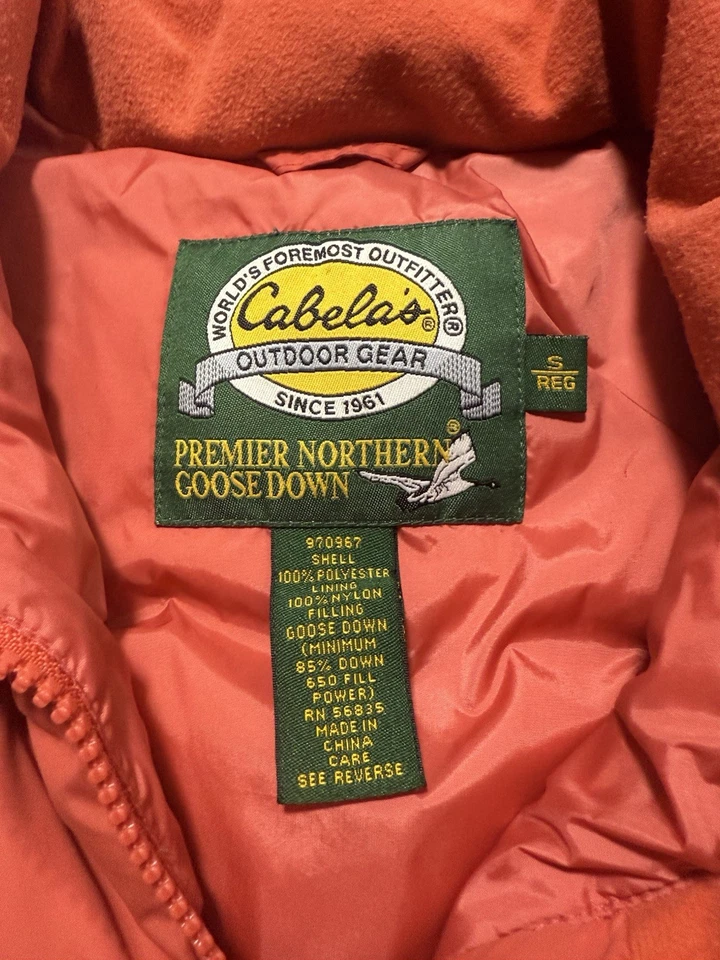 WORLD'S FOREMOST OUTFITTER®
Cabela's®
OUTDOOR GEAR
SINCE 1961
PREMIER NORTHERN®
GOOSE DOWN
S
REG
970967
SHELL
100% POLYESTER
LINING
100% NYLON
FILLING
GOOSE DOWN
(MINIMUM
85% DOWN
650 FILL
POWER)
RN 56835
MADE IN
CHINA
CARE
SEE REVERSE